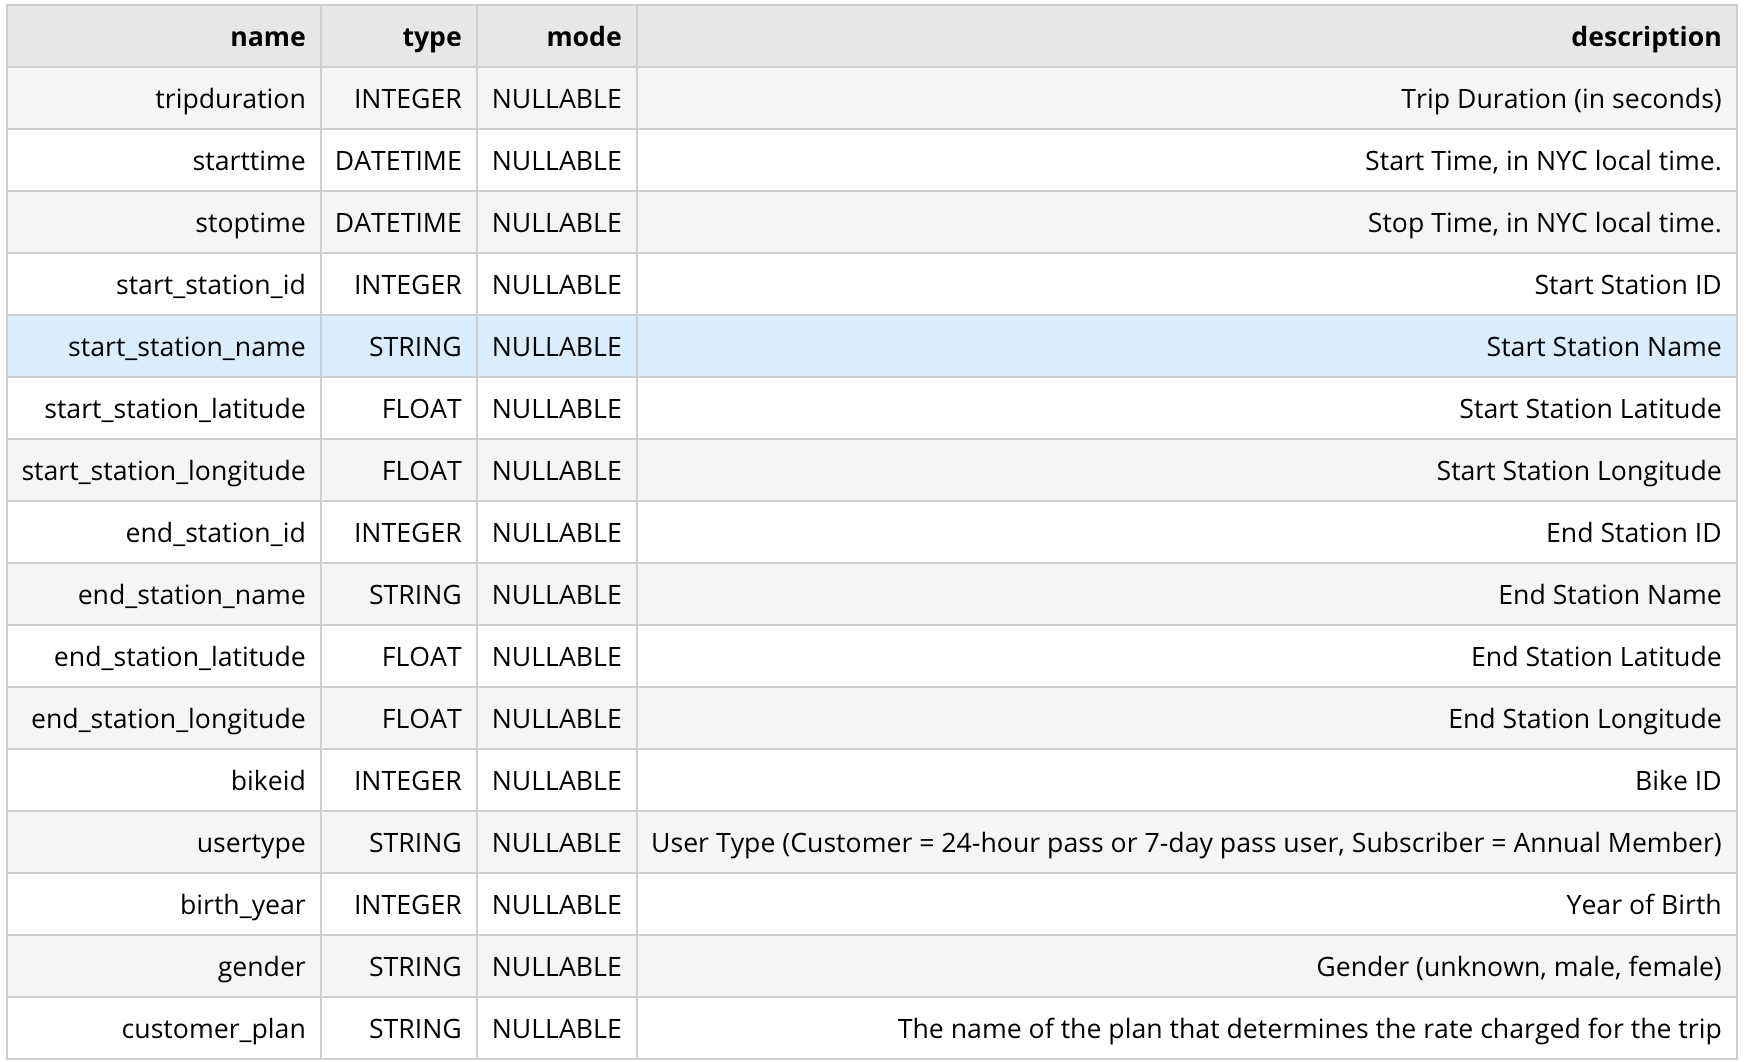 name type mode description
tripduration INTEGER NULLABLE Trip Duration (in seconds)
starttime DATETIME NULLABLE Start Time, in NYC local time.
stoptime DATETIME NULLABLE Stop Time, in NYC local time.
start_station_id INTEGER NULLABLE Start Station ID
start_station_name STRING NULLABLE Start Station Name
start_station_latitude FLOAT NULLABLE Start Station Latitude
start_station_longitude FLOAT NULLABLE Start Station Longitude
end_station_id INTEGER NULLABLE End Station ID
end_station_name STRING NULLABLE End Station Name
end_station_latitude FLOAT NULLABLE End Station Latitude
end_station_longitude FLOAT NULLABLE End Station Longitude
bikeid INTEGER NULLABLE Bike ID
usertype STRING NULLABLE User Type (Customer = 24-hour pass or 7-day pass user, Subscriber = Annual Member)
birth_year INTEGER NULLABLE Year of Birth
gender STRING NULLABLE Gender (unknown, male, female)
customer_plan STRING NULLABLE The name of the plan that determines the rate charged for the trip